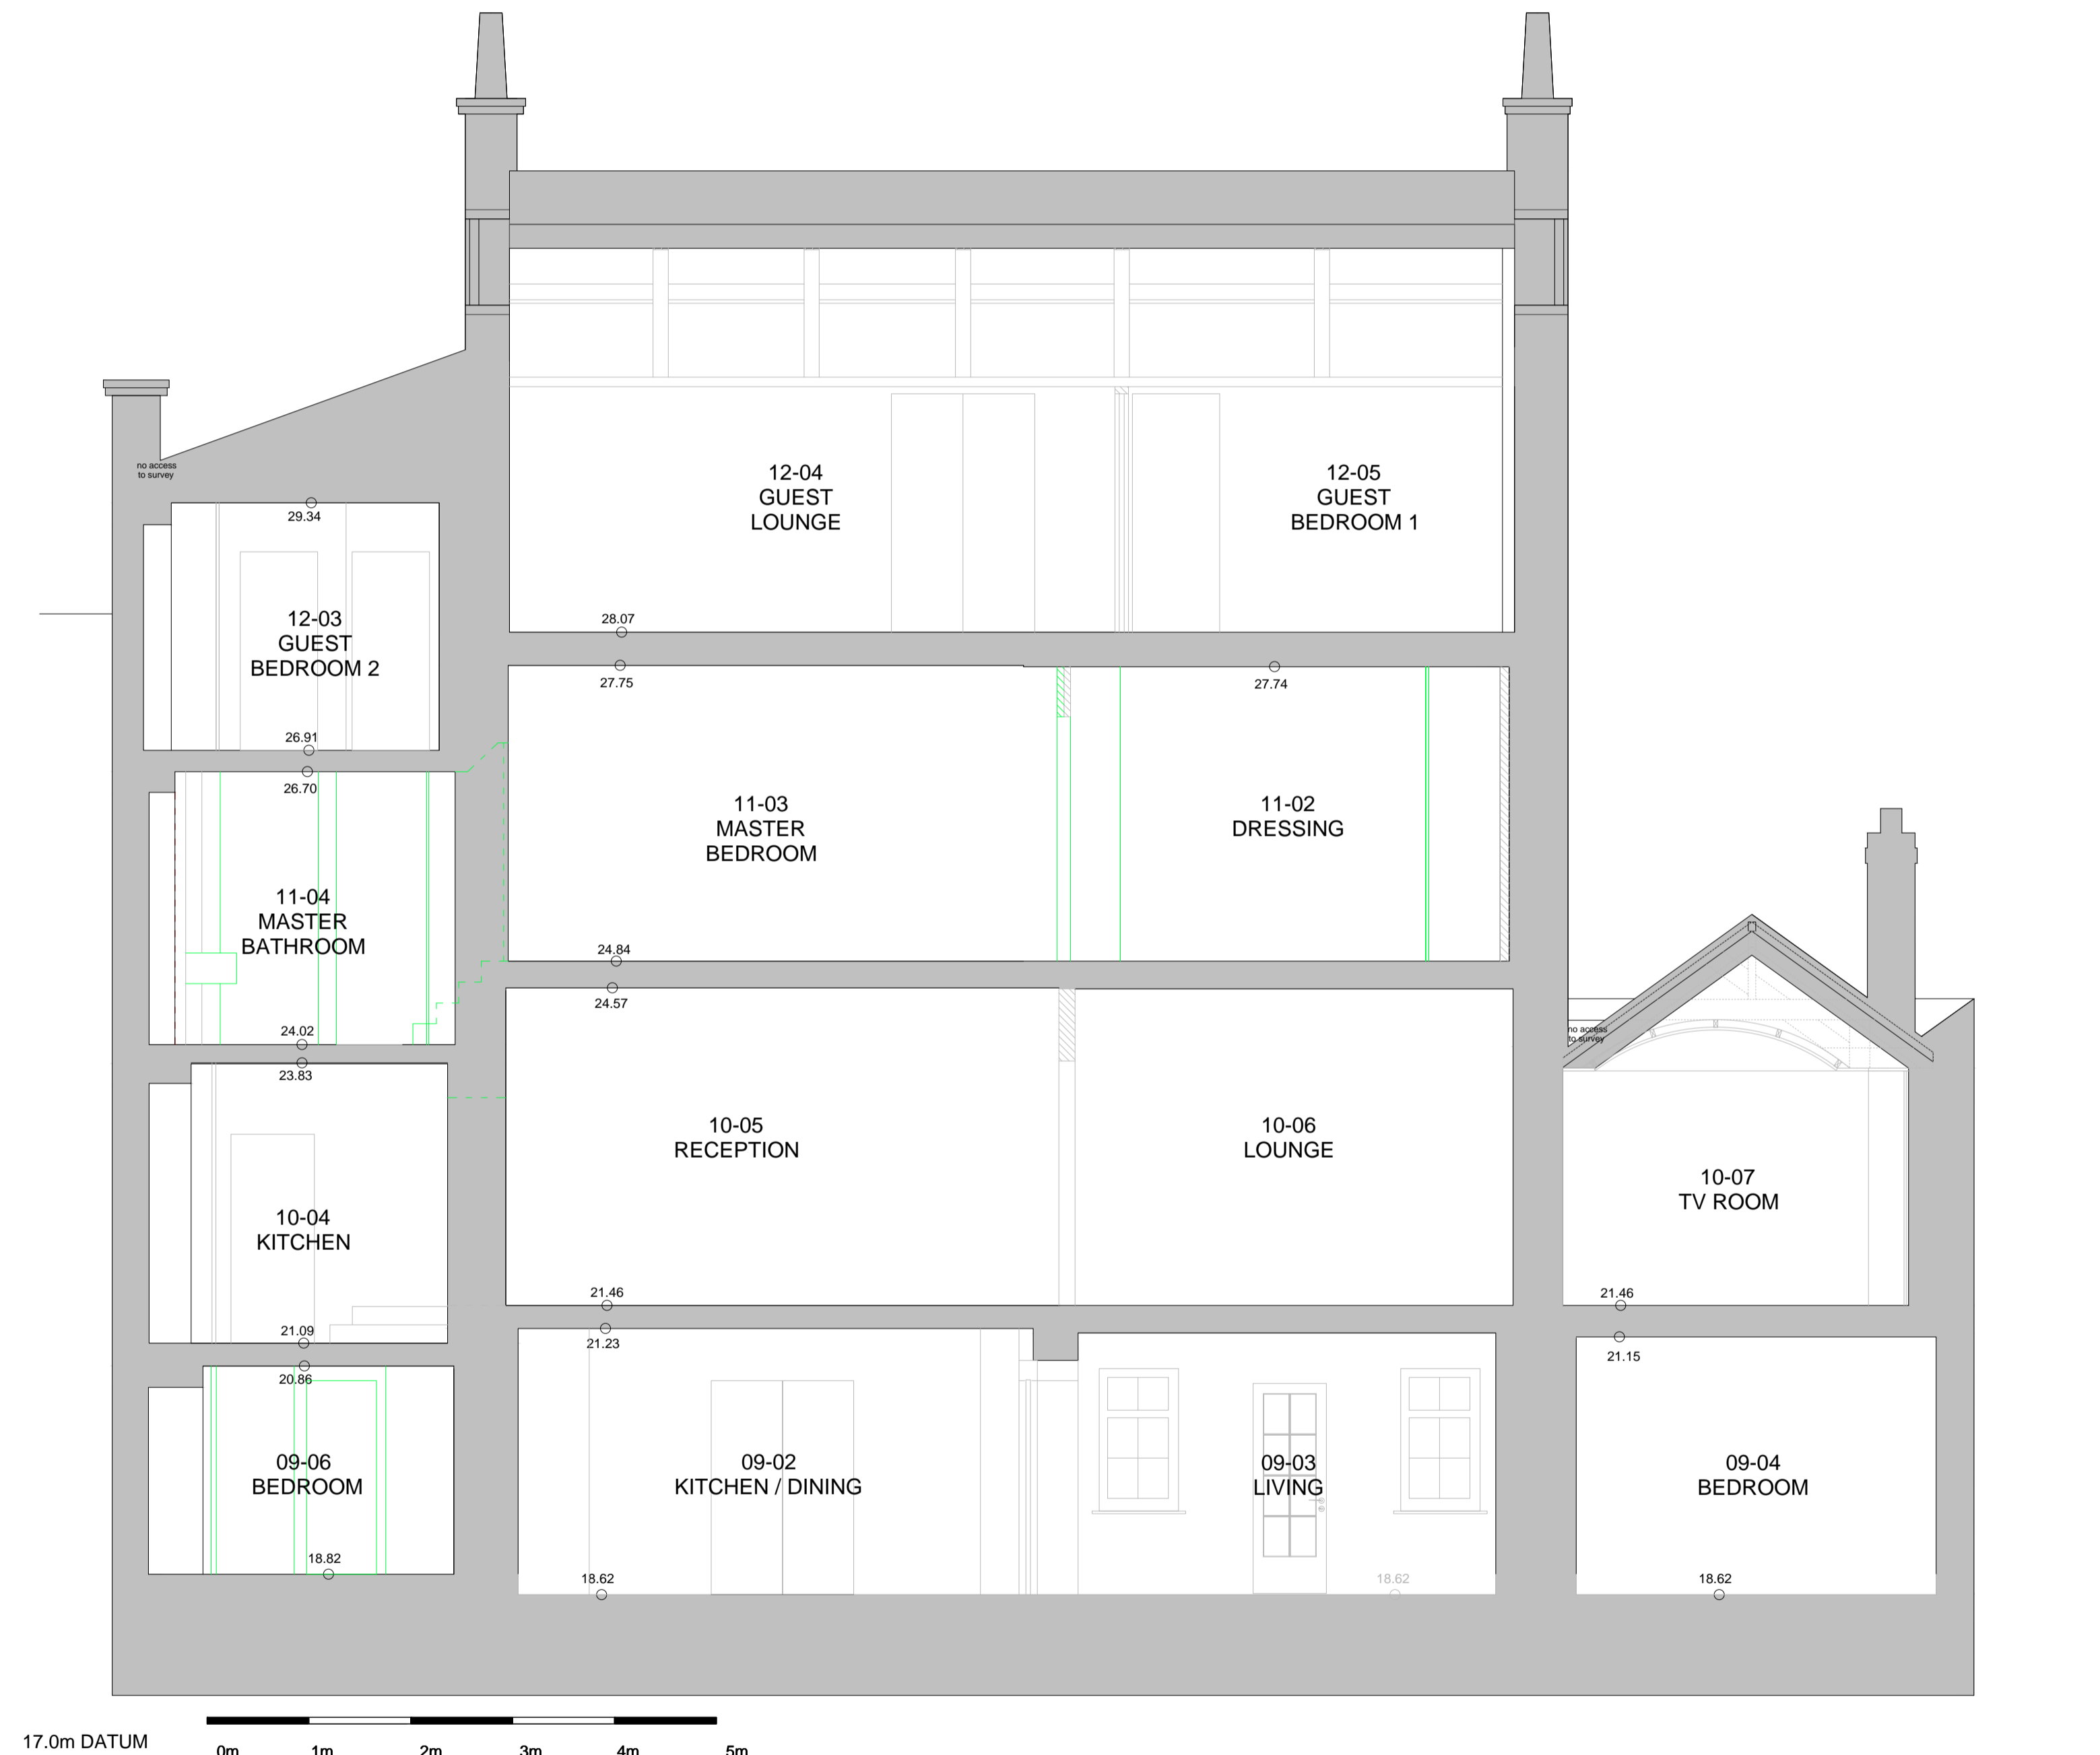 no access
to survey
29.34
12-03
GUEST
BEDROOM 2
26.91
12-04
GUEST
LOUNGE
12-05
GUEST
BEDROOM 1
28.07
27.75
27.74
26.70
11-04
MASTER
BATHROOM
24.02
11-03
MASTER
BEDROOM
11-02
DRESSING
24.84
24.57
23.83
10-04
KITCHEN
21.09
10-05
RECEPTION
10-06
LOUNGE
no access
to survey
10-07
TV ROOM
21.46
21.46
21.23
21.15
20.86
09-06
BEDROOM
18.82
09-02
KITCHEN / DINING
09-03
LIVING
09-04
BEDROOM
18.62
18.62
18.62
17.0m DATUM
0m 1m 2m 3m 4m 5m